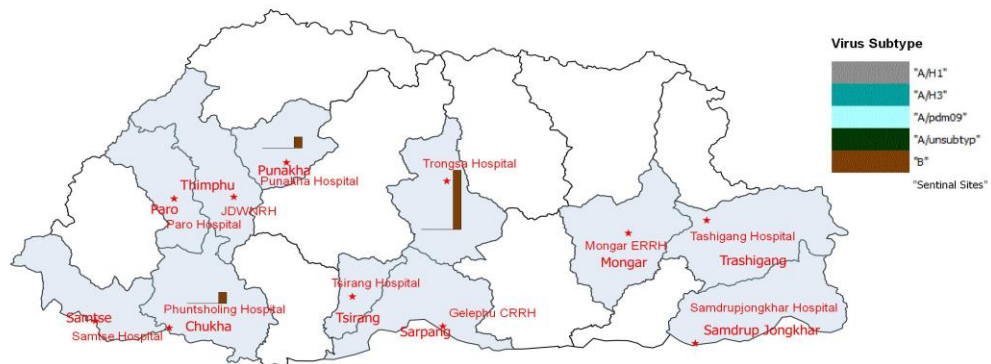 Virus Subtype
"A/H1"
"A/H3"
"A/pdm09"
"A/unsubtyp"
"B"
"Sentinal Sites"
Punakha
Punakha Hospital
Trongsa Hospital
Thimphu
JDWNRH
Paro
Paro Hospital
Mongar ERRH
Mongar
Tashigang Hospital
Trashigang
Tsirang Hospital
Tsirang
Phuntsholing Hospital
Chukha
Samtse
Samtse Hospital
Gelephu CRRH
Sarpang
Samdrupjongkhar Hospital
Samdrup Jongkhar